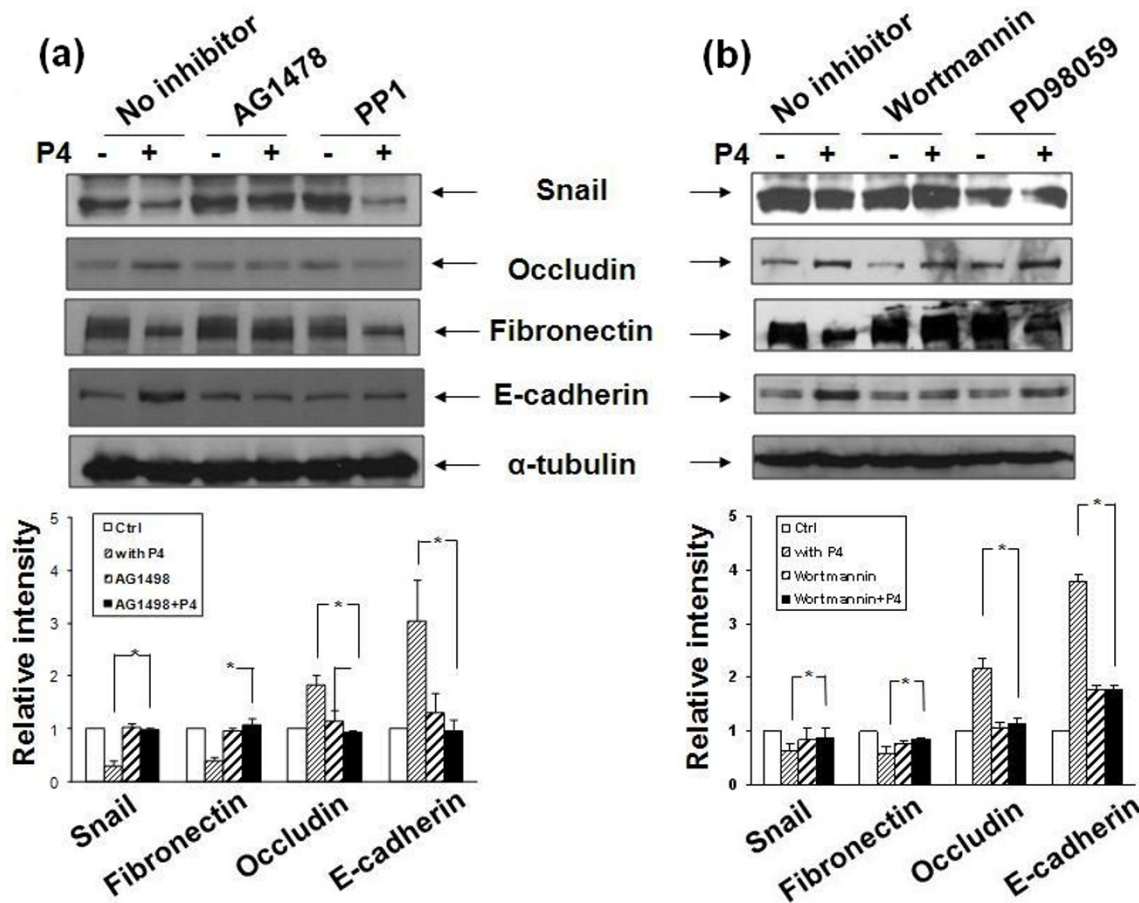 (a)
No inhibitor
AG1478
PP1
P4 - + - + - +
(b)
No inhibitor
Wortmannin
PD98059
P4 - + - + - +
Snail
Occludin
Fibronectin
E-cadherin
α-tubulin
Relative intensity
5
4
3
2
1
0
Ctrl
with P4
AG1498
AG1498+P4
*
*
*
*
Snail
Fibronectin
Occludin
E-cadherin
Relative intensity
5
4
3
2
1
0
Ctrl
with P4
Wortmannin
Wortmannin+P4
*
*
*
*
Snail
Fibronectin
Occludin
E-cadherin